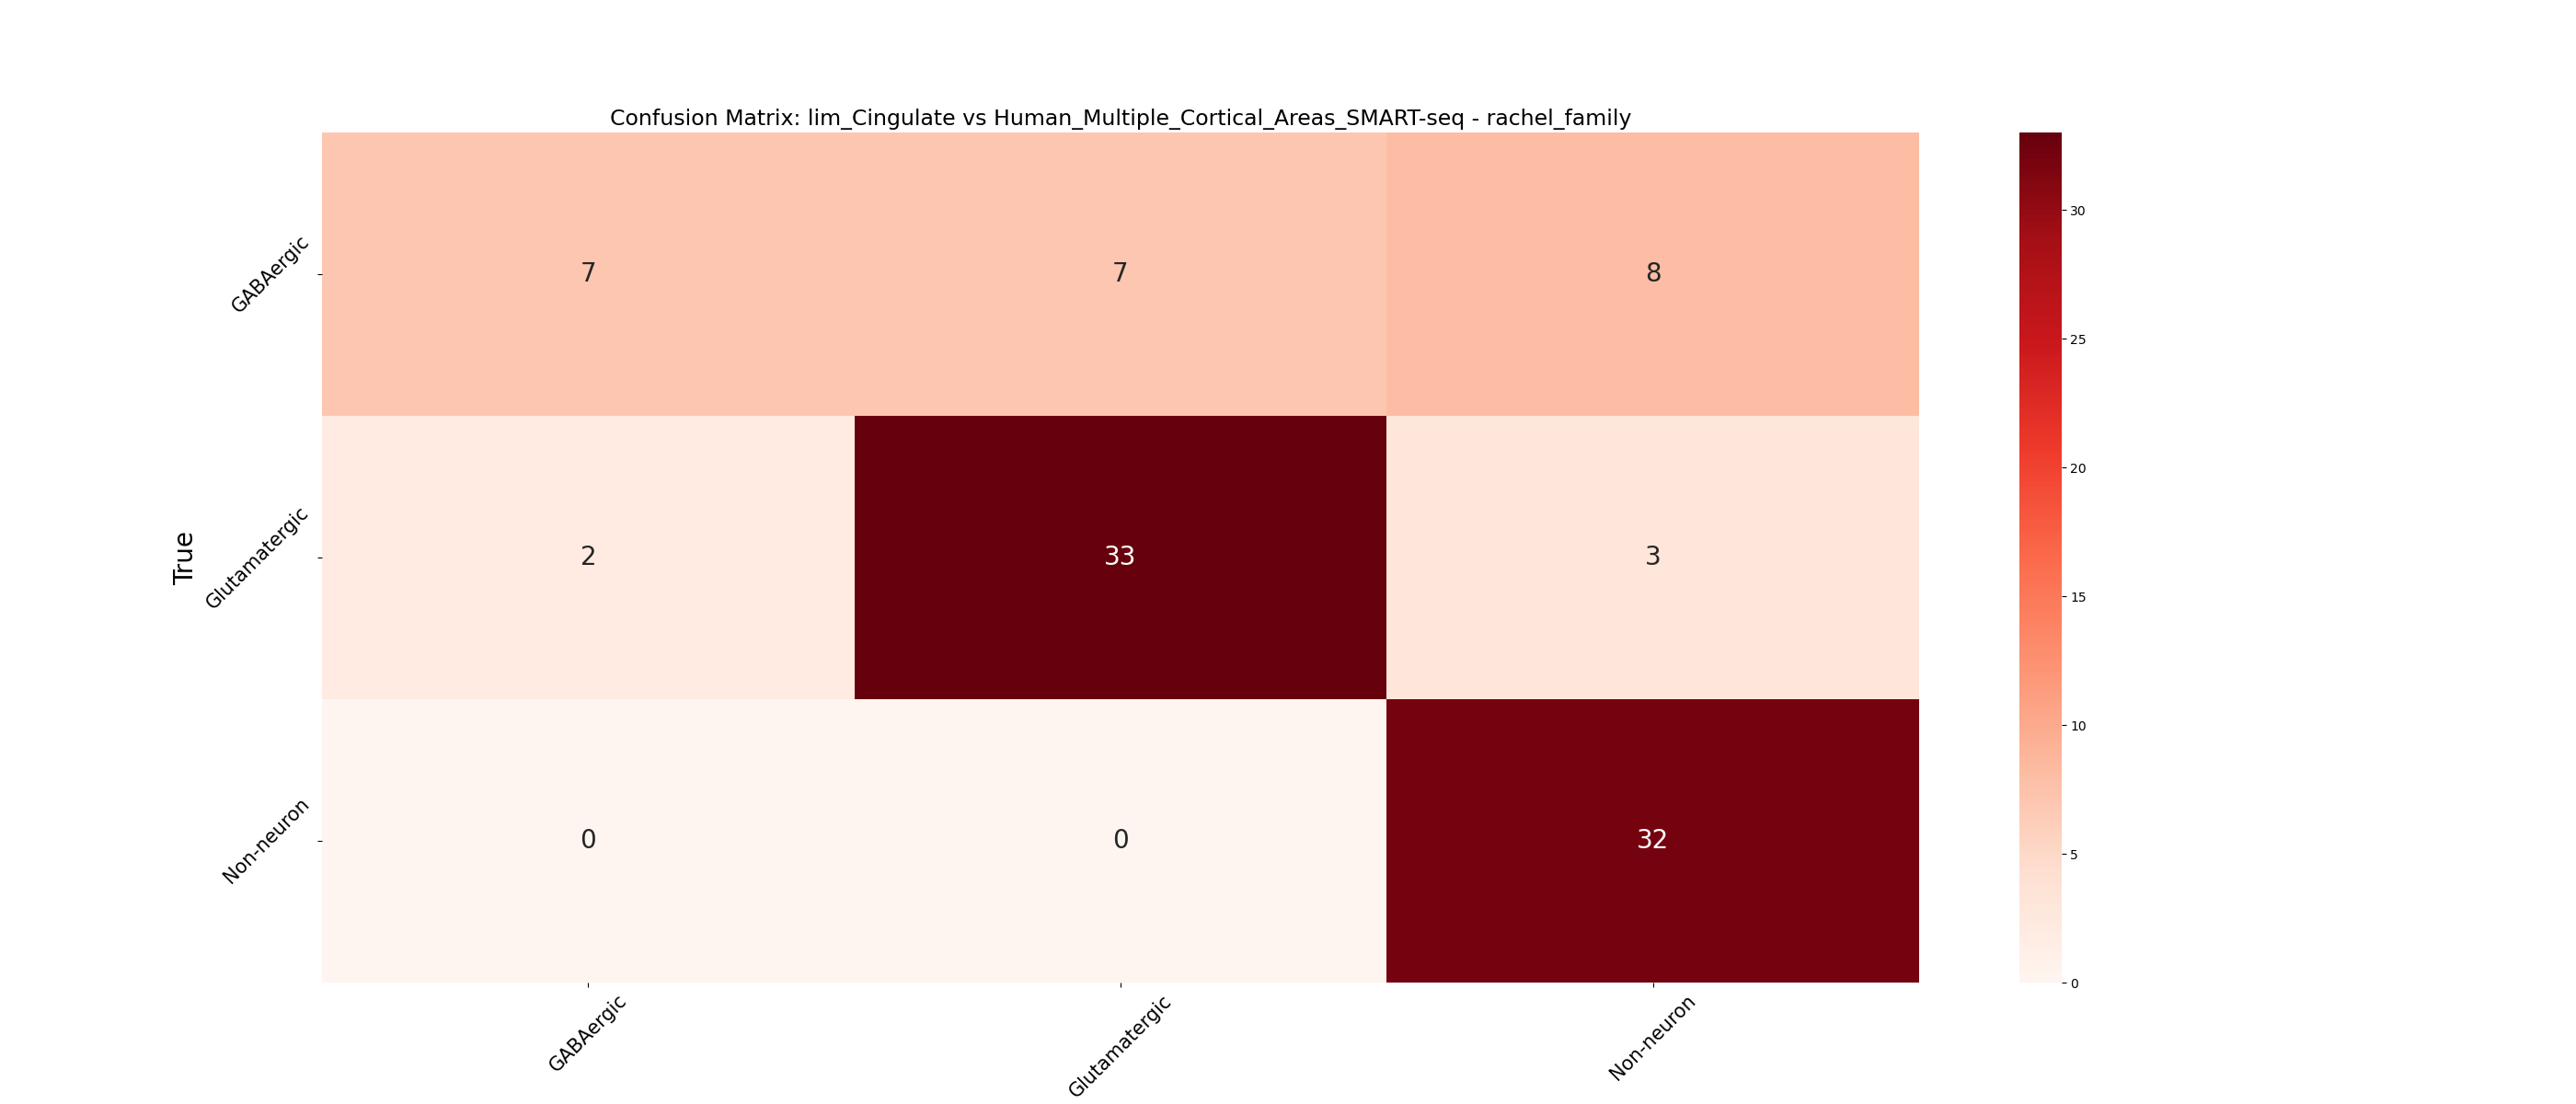 Confusion Matrix: lim_Cingulate vs Human_Multiple_Cortical_Areas_SMART-seq - rachel_family
True
GABAergic
7 7 8
Glutamatergic
2 33 3
Non-neuron
0 0 32
GABAergic Glutamatergic Non-neuron
30
25
20
15
10
5
0